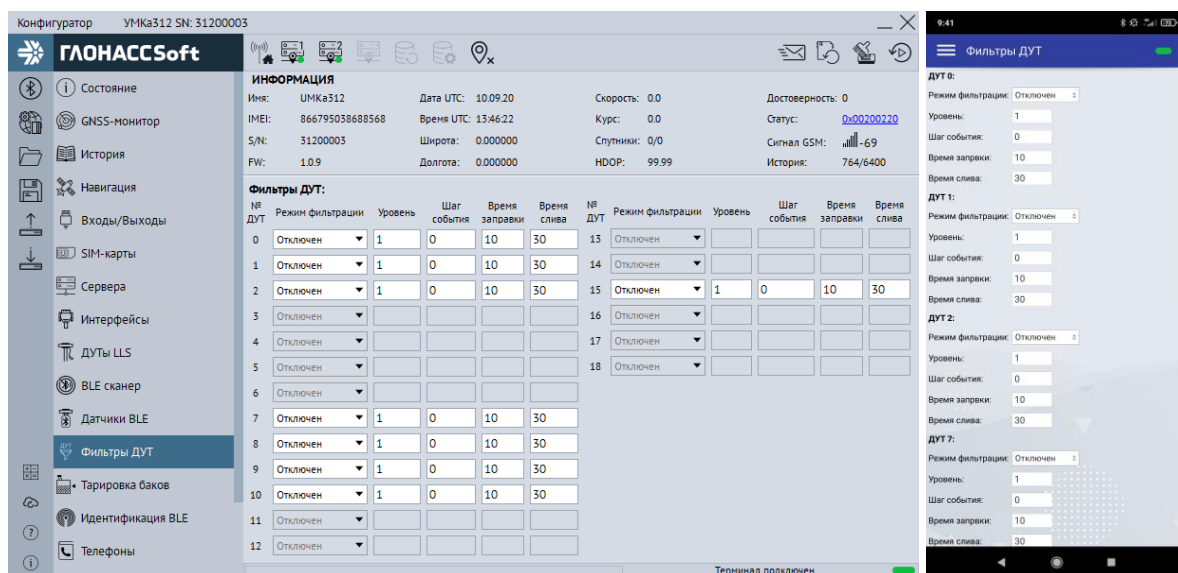 Конфигуратор УМКа312 SN: 31200003
ГЛОНАССSoft
Состояние
GNSS-монитор
История
Навигация
Входы/Выходы
SIM-карты
Сервера
Интерфейсы
ДУТы LLS
BLE сканер
Датчики BLE
Фильтры ДУТ
Тарировка баков
Идентификация BLE
Телефоны
1 2
ИНФОРМАЦИЯ
Имя: UMKa312 Дата UTC: 10.09.20 Скорость: 0.0 Достоверность: 0
IMEI: 866795038688568 Время UTC: 13:46:22 Курс: 0.0 Статус: 0x00200220
S/N: 31200003 Широта: 0.000000 Спутники: 0/0 Сигнал GSM: -69
FW: 1.0.9 Долгота: 0.000000 HDOP: 99.99 История: 764/6400
Фильтры ДУТ:
№ ДУТ Режим фильтрации Уровень Шаг события Время заправки Время слива
0 Отключен 1 0 10 30
1 Отключен 1 0 10 30
2 Отключен 1 0 10 30
3 Отключен
4 Отключен
5 Отключен
6 Отключен
7 Отключен 1 0 10 30
8 Отключен 1 0 10 30
9 Отключен 1 0 10 30
10 Отключен 1 0 10 30
11 Отключен
12 Отключен
№ ДУТ Режим фильтрации Уровень Шаг события Время заправки Время слива
13 Отключен
14 Отключен
15 Отключен 1 0 10 30
16 Отключен
17 Отключен
18 Отключен
Терминал подключен
9:41
Фильтры ДУТ
ДУТ 0:
Режим фильтрации: Отключен
Уровень: 1
Шаг события: 0
Время запрвки: 10
Время слива: 30
ДУТ 1:
Режим фильтрации: Отключен
Уровень: 1
Шаг события: 0
Время запрвки: 10
Время слива: 30
ДУТ 2:
Режим фильтрации: Отключен
Уровень: 1
Шаг события: 0
Время запрвки: 10
Время слива: 30
ДУТ 7:
Режим фильтрации: Отключен
Уровень: 1
Шаг события: 0
Время запрвки: 10
Время слива: 30